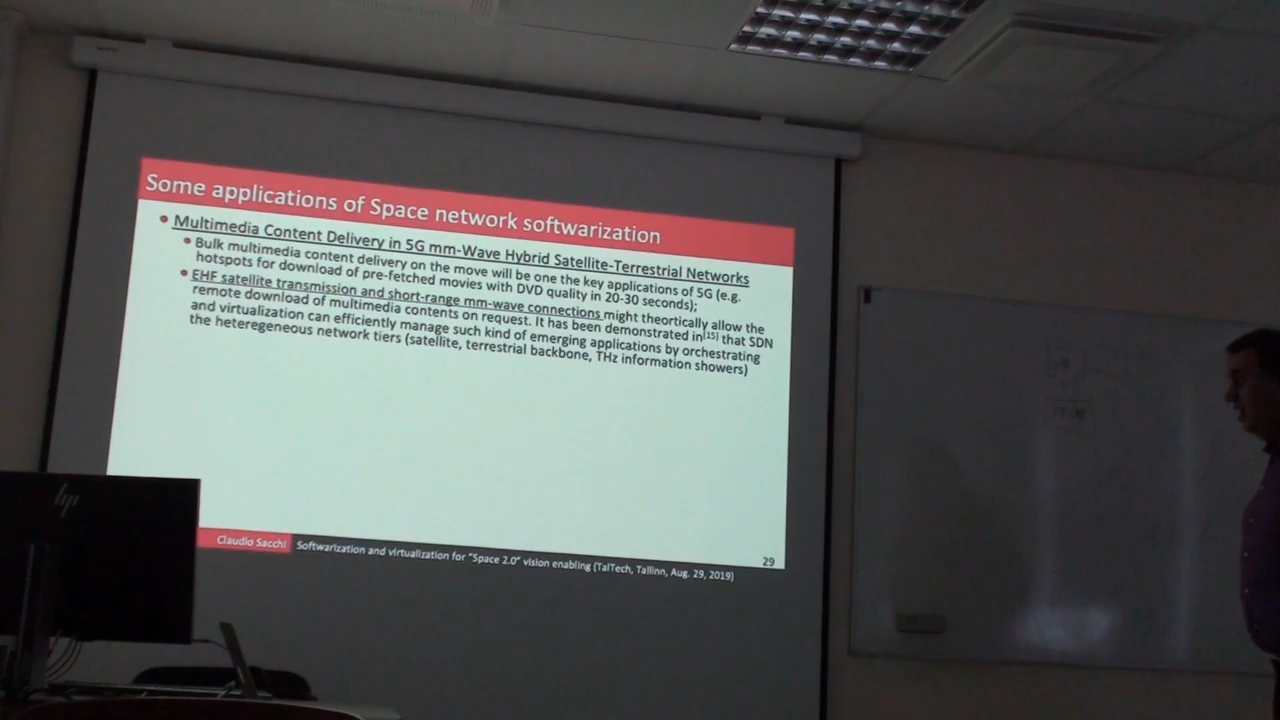 Some applications of Space network softwarization
Multimedia Content Delivery in 5G mm-Wave Hybrid Satellite-Terrestrial Networks
Bulk multimedia content delivery on the move will be one the key applications of 5G (e.g.
hotspots for download of pre-fetched movies with DVD quality in 20-30 seconds);
EHF satellite transmission and short-range mm-wave connections might theortically allow the
remote download of multimedia contents on request. It has been demonstrated in[15] that SDN
and virtualization can efficiently manage such kind of emerging applications by orchestrating
the heteregeneous network tiers (satellite, terrestrial backbone, THz information showers)
Claudio Sacchi
Softwarization and virtualization for "Space 2.0" vision enabling (TalTech, Tallinn, Aug. 29, 2019)
29
hp